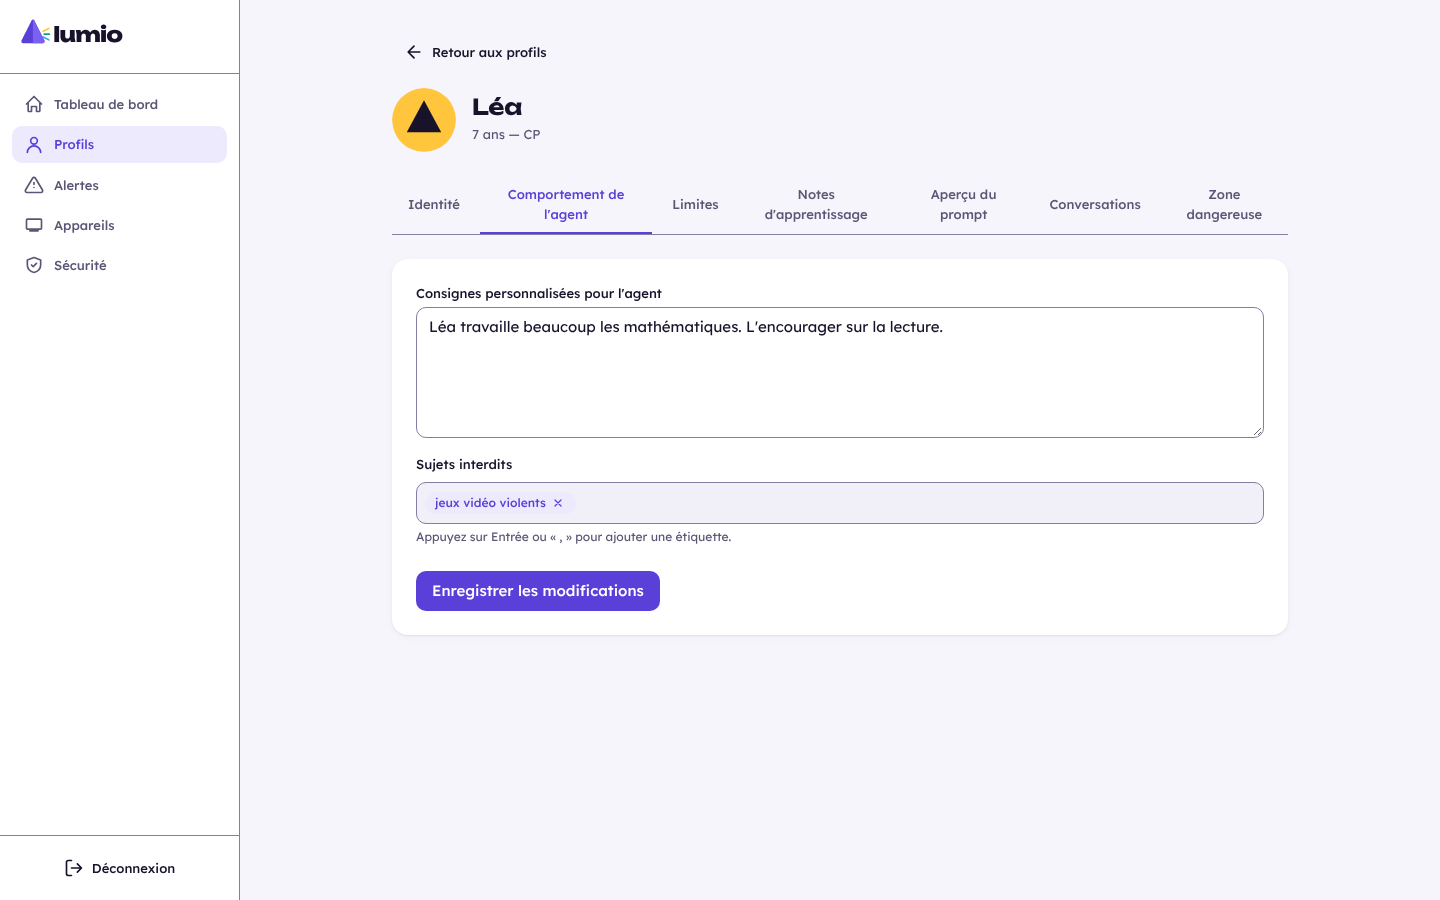 lumio
Tableau de bord
Profils
Alertes
Appareils
Sécurité
Déconnexion
Retour aux profils
Léa
7 ans — CP
Identité
Comportement de
l'agent
Limites
Notes
d'apprentissage
Aperçu du
prompt
Conversations
Zone
dangereuse
Consignes personnalisées pour l'agent
Léa travaille beaucoup les mathématiques. L'encourager sur la lecture.
Sujets interdits
jeux vidéo violents
Appuyez sur Entrée ou « , » pour ajouter une étiquette.
Enregistrer les modifications